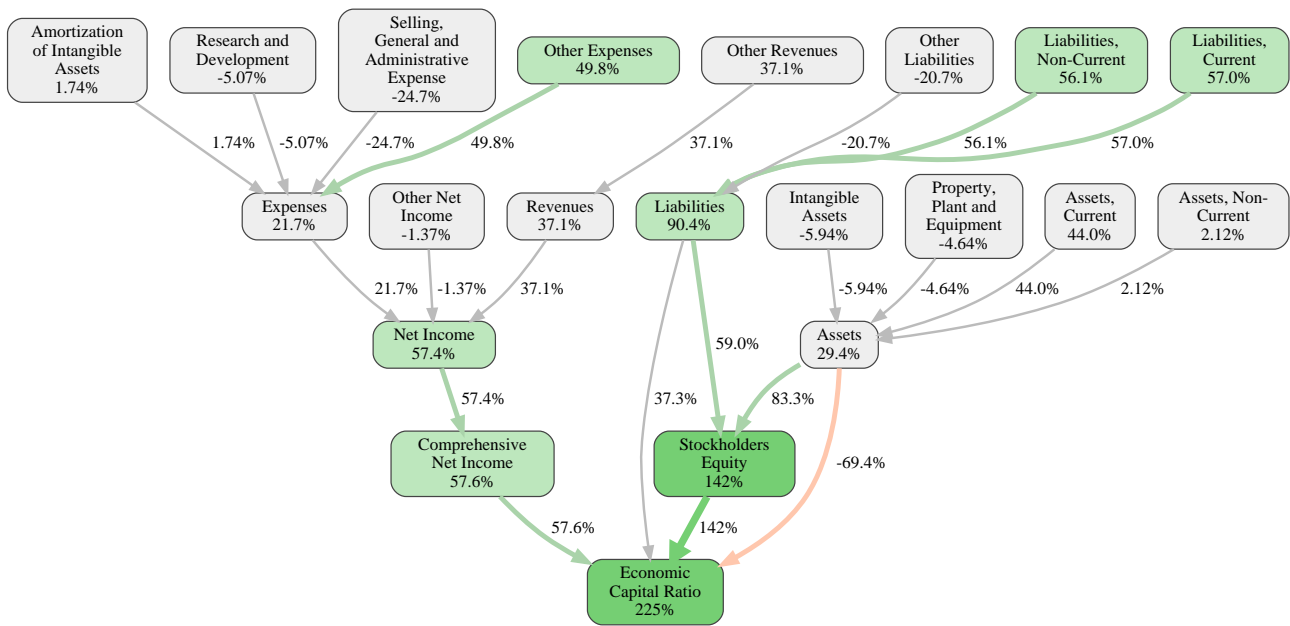 Amortization
of Intangible
Assets
1.74%
Research and
Development
-5.07%
Selling,
General and
Administrative
Expense
-24.7%
Other Expenses
49.8%
Other Revenues
37.1%
Other
Liabilities
-20.7%
Liabilities,
Non-Current
56.1%
Liabilities,
Current
57.0%
1.74%
-5.07%
-24.7%
49.8%
37.1%
-20.7%
56.1%
57.0%
Expenses
21.7%
Other Net
Income
-1.37%
Revenues
37.1%
Liabilities
90.4%
Intangible
Assets
-5.94%
Property,
Plant and
Equipment
-4.64%
Assets,
Current
44.0%
Assets, Non-
Current
2.12%
21.7%
-1.37%
37.1%
-5.94%
-4.64%
44.0%
2.12%
Net Income
57.4%
59.0%
Assets
29.4%
57.4%
37.3%
83.3%
Comprehensive
Net Income
57.6%
Stockholders
Equity
142%
-69.4%
57.6%
142%
Economic
Capital Ratio
225%